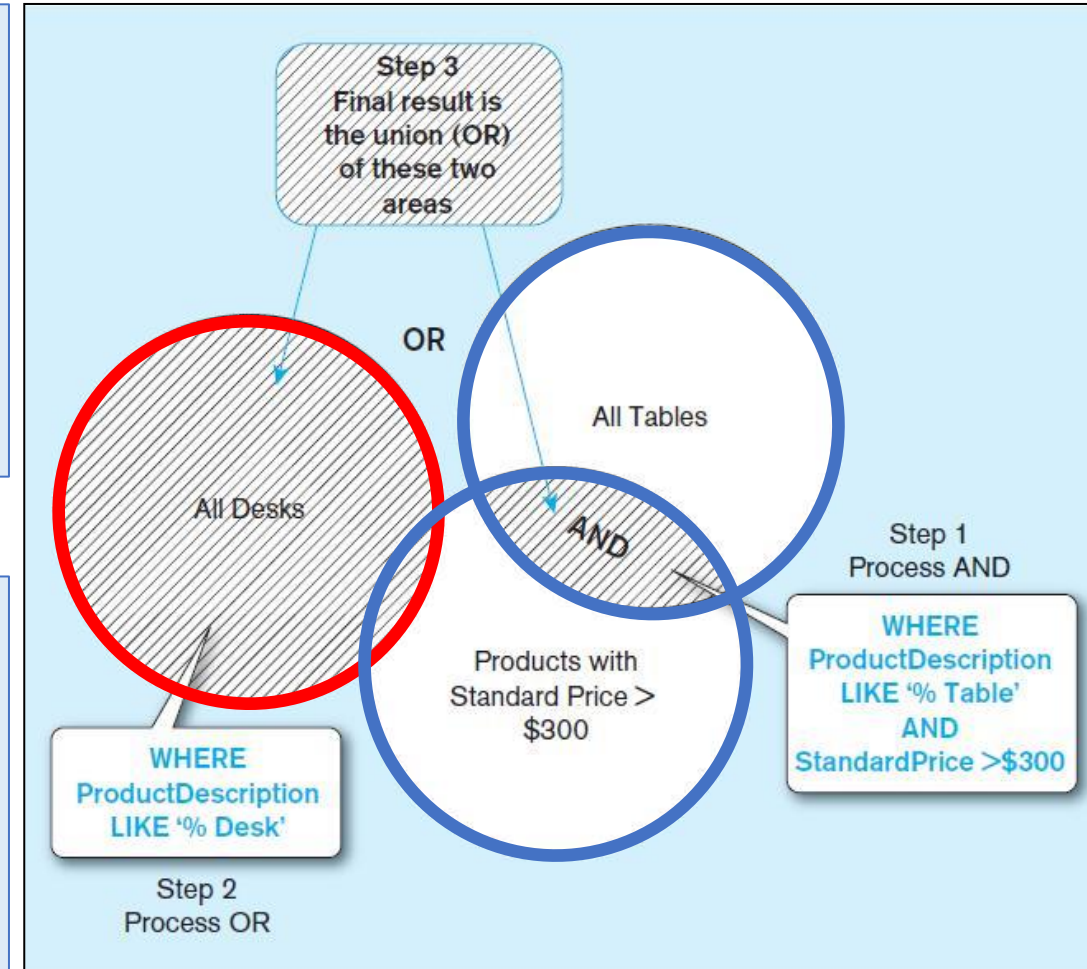 Step 3
Final result is
the union (OR)
of these two
areas
OR
All Tables
All Desks
AND
Step 1
Process AND
WHERE
ProductDescription
LIKE ‘% Table’
AND
StandardPrice >$300
Products with
Standard Price >
$300
WHERE
ProductDescription
LIKE ‘% Desk’
Step 2
Process OR